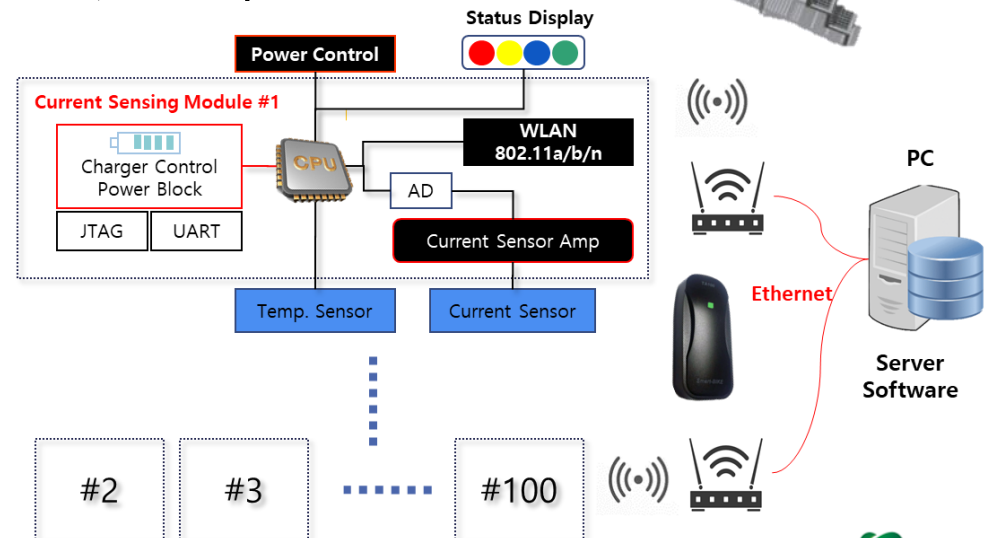 Status Display
Power Control
Current Sensing Module #1
WLAN
802.11a/b/n
CPU
Charger Control
Power Block
AD
JTAG
UART
Current Sensor Amp
Temp. Sensor
Current Sensor
PC
Ethernet
Server
Software
#2
#3
#100